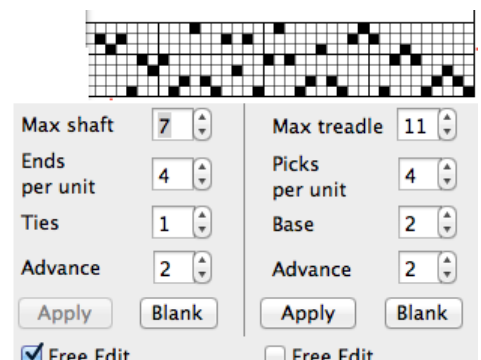 Max shaft 7 Max treadle 11
Ends per unit 4 Picks per unit 4
Ties 1 Base 2
Advance 2 Advance 2
Apply Blank Apply Blank
Free Edit Free Edit